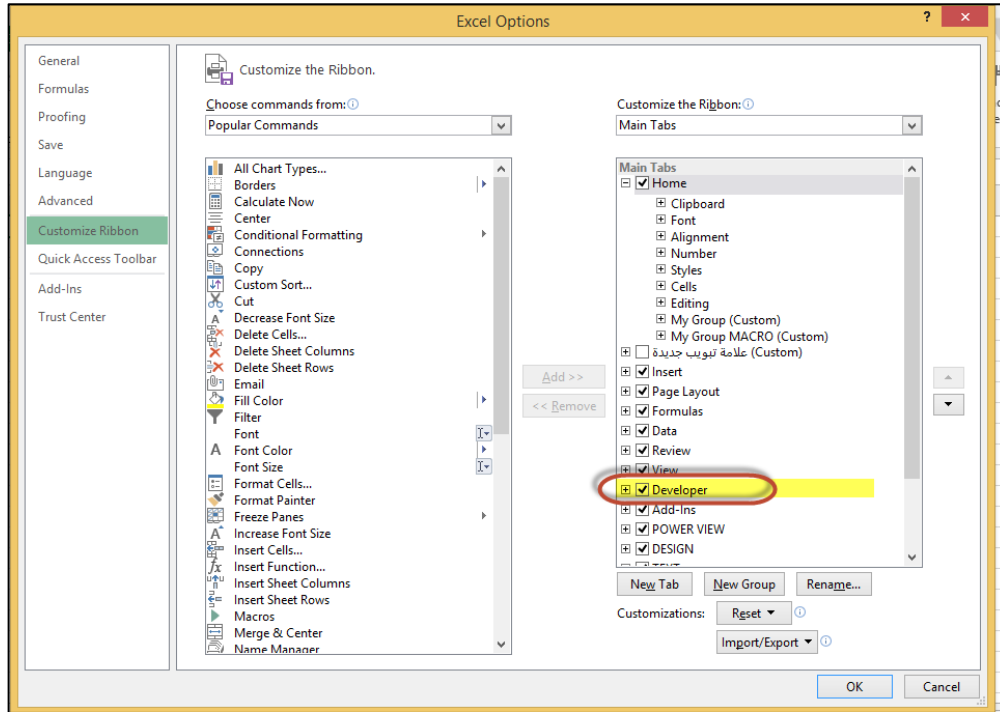 Excel Options
?
×
General
Formulas
Proofing
Save
Language
Advanced
Customize Ribbon
Quick Access Toolbar
Add-Ins
Trust Center
Customize the Ribbon.
Choose commands from:
Popular Commands
All Chart Types...
Borders
Calculate Now
Center
Conditional Formatting
Connections
Copy
Custom Sort...
Cut
Decrease Font Size
Delete Cells...
Delete Sheet Columns
Delete Sheet Rows
Email
Fill Color
Filter
Font
Font Color
Font Size
Format Cells...
Format Painter
Freeze Panes
Increase Font Size
Insert Cells...
Insert Function...
Insert Sheet Columns
Insert Sheet Rows
Macros
Merge & Center
Name Manager
Add >>
<< Remove
Customize the Ribbon:
Main Tabs
Main Tabs
Home
Clipboard
Font
Alignment
Number
Styles
Cells
Editing
My Group (Custom)
My Group MACRO (Custom)
علامة تبويب جديدة (Custom)
Insert
Page Layout
Formulas
Data
Review
View
Developer
Add-Ins
POWER VIEW
DESIGN
New Tab
New Group
Rename...
Customizations:
Reset
Import/Export
OK
Cancel